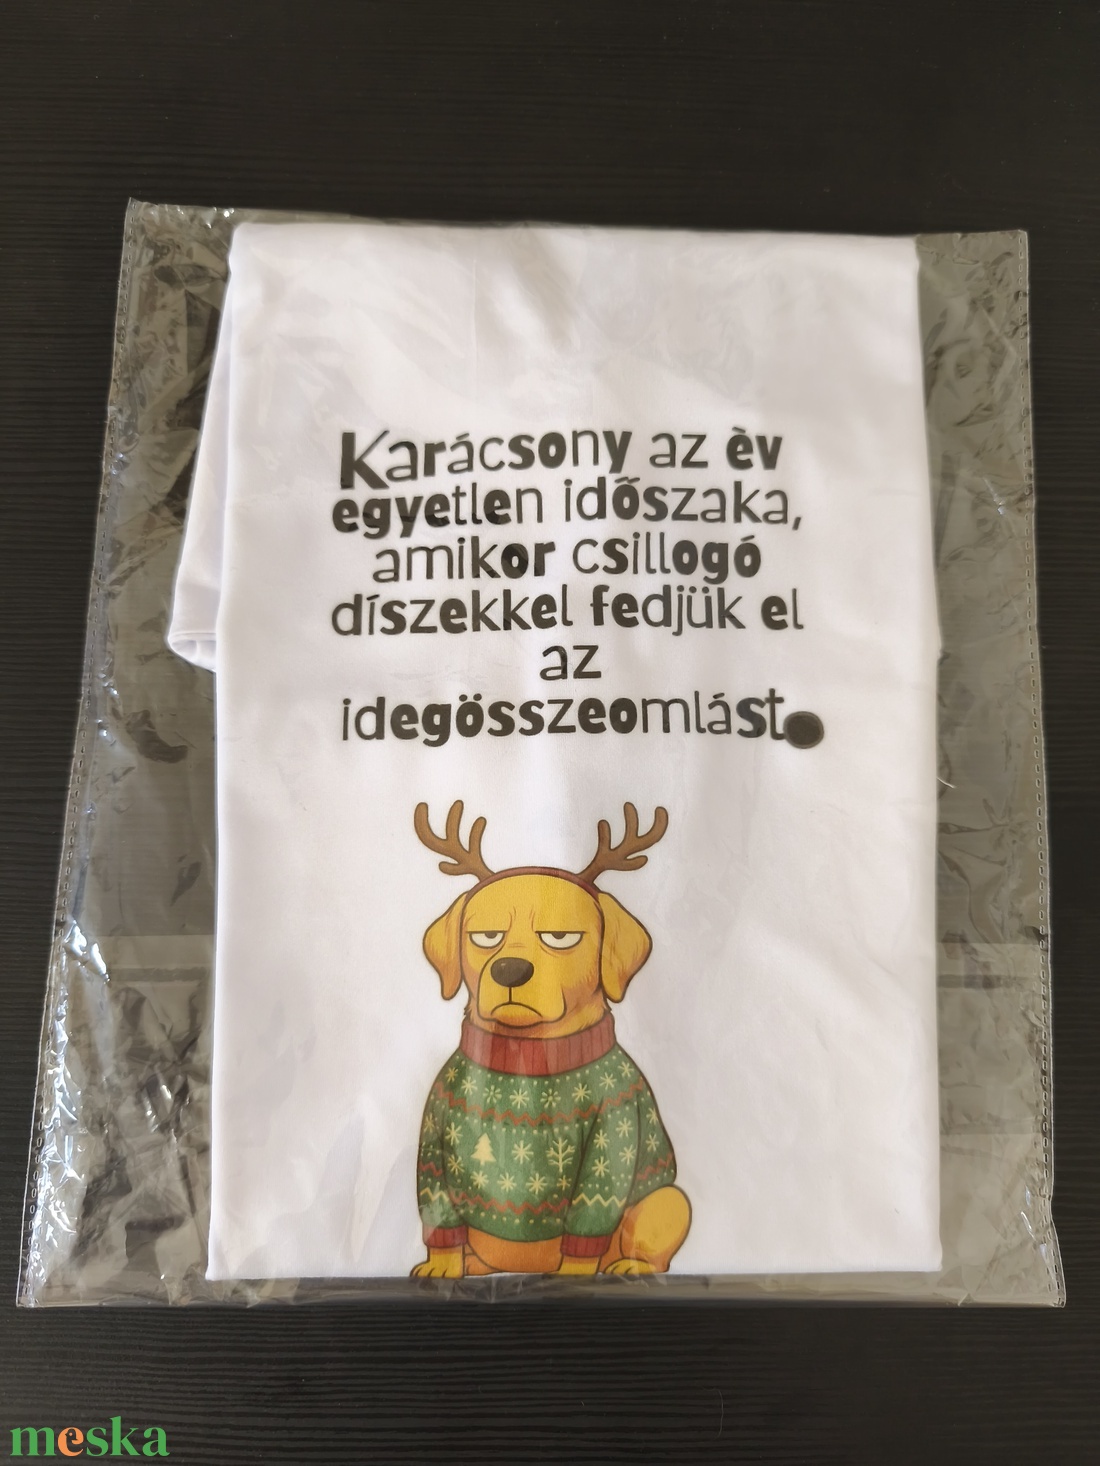 Karácsony az èv
egyetlen időszaka,
amikor csillogó
díszekkel fedjük el
az
idegösszeomlást.
meska